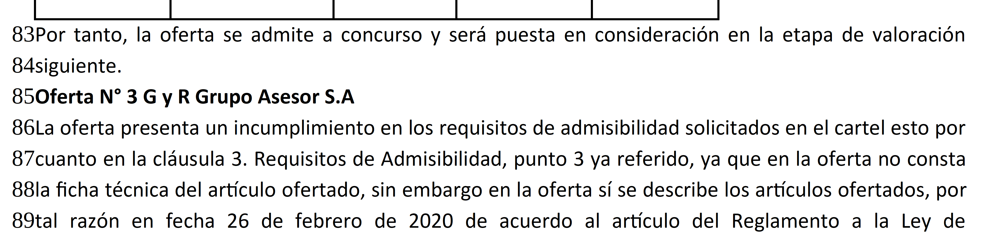 83Por tanto, la oferta se admite a concurso y será puesta en consideración en la etapa de valoración
84siguiente.
85Oferta N° 3 G y R Grupo Asesor S.A
86La oferta presenta un incumplimiento en los requisitos de admisibilidad solicitados en el cartel esto por
87cuanto en la cláusula 3. Requisitos de Admisibilidad, punto 3 ya referido, ya que en la oferta no consta
88la ficha técnica del artículo ofertado, sin embargo en la oferta sí se describe los artículos ofertados, por
89tal razón en fecha 26 de febrero de 2020 de acuerdo al artículo del Reglamento a la Ley de